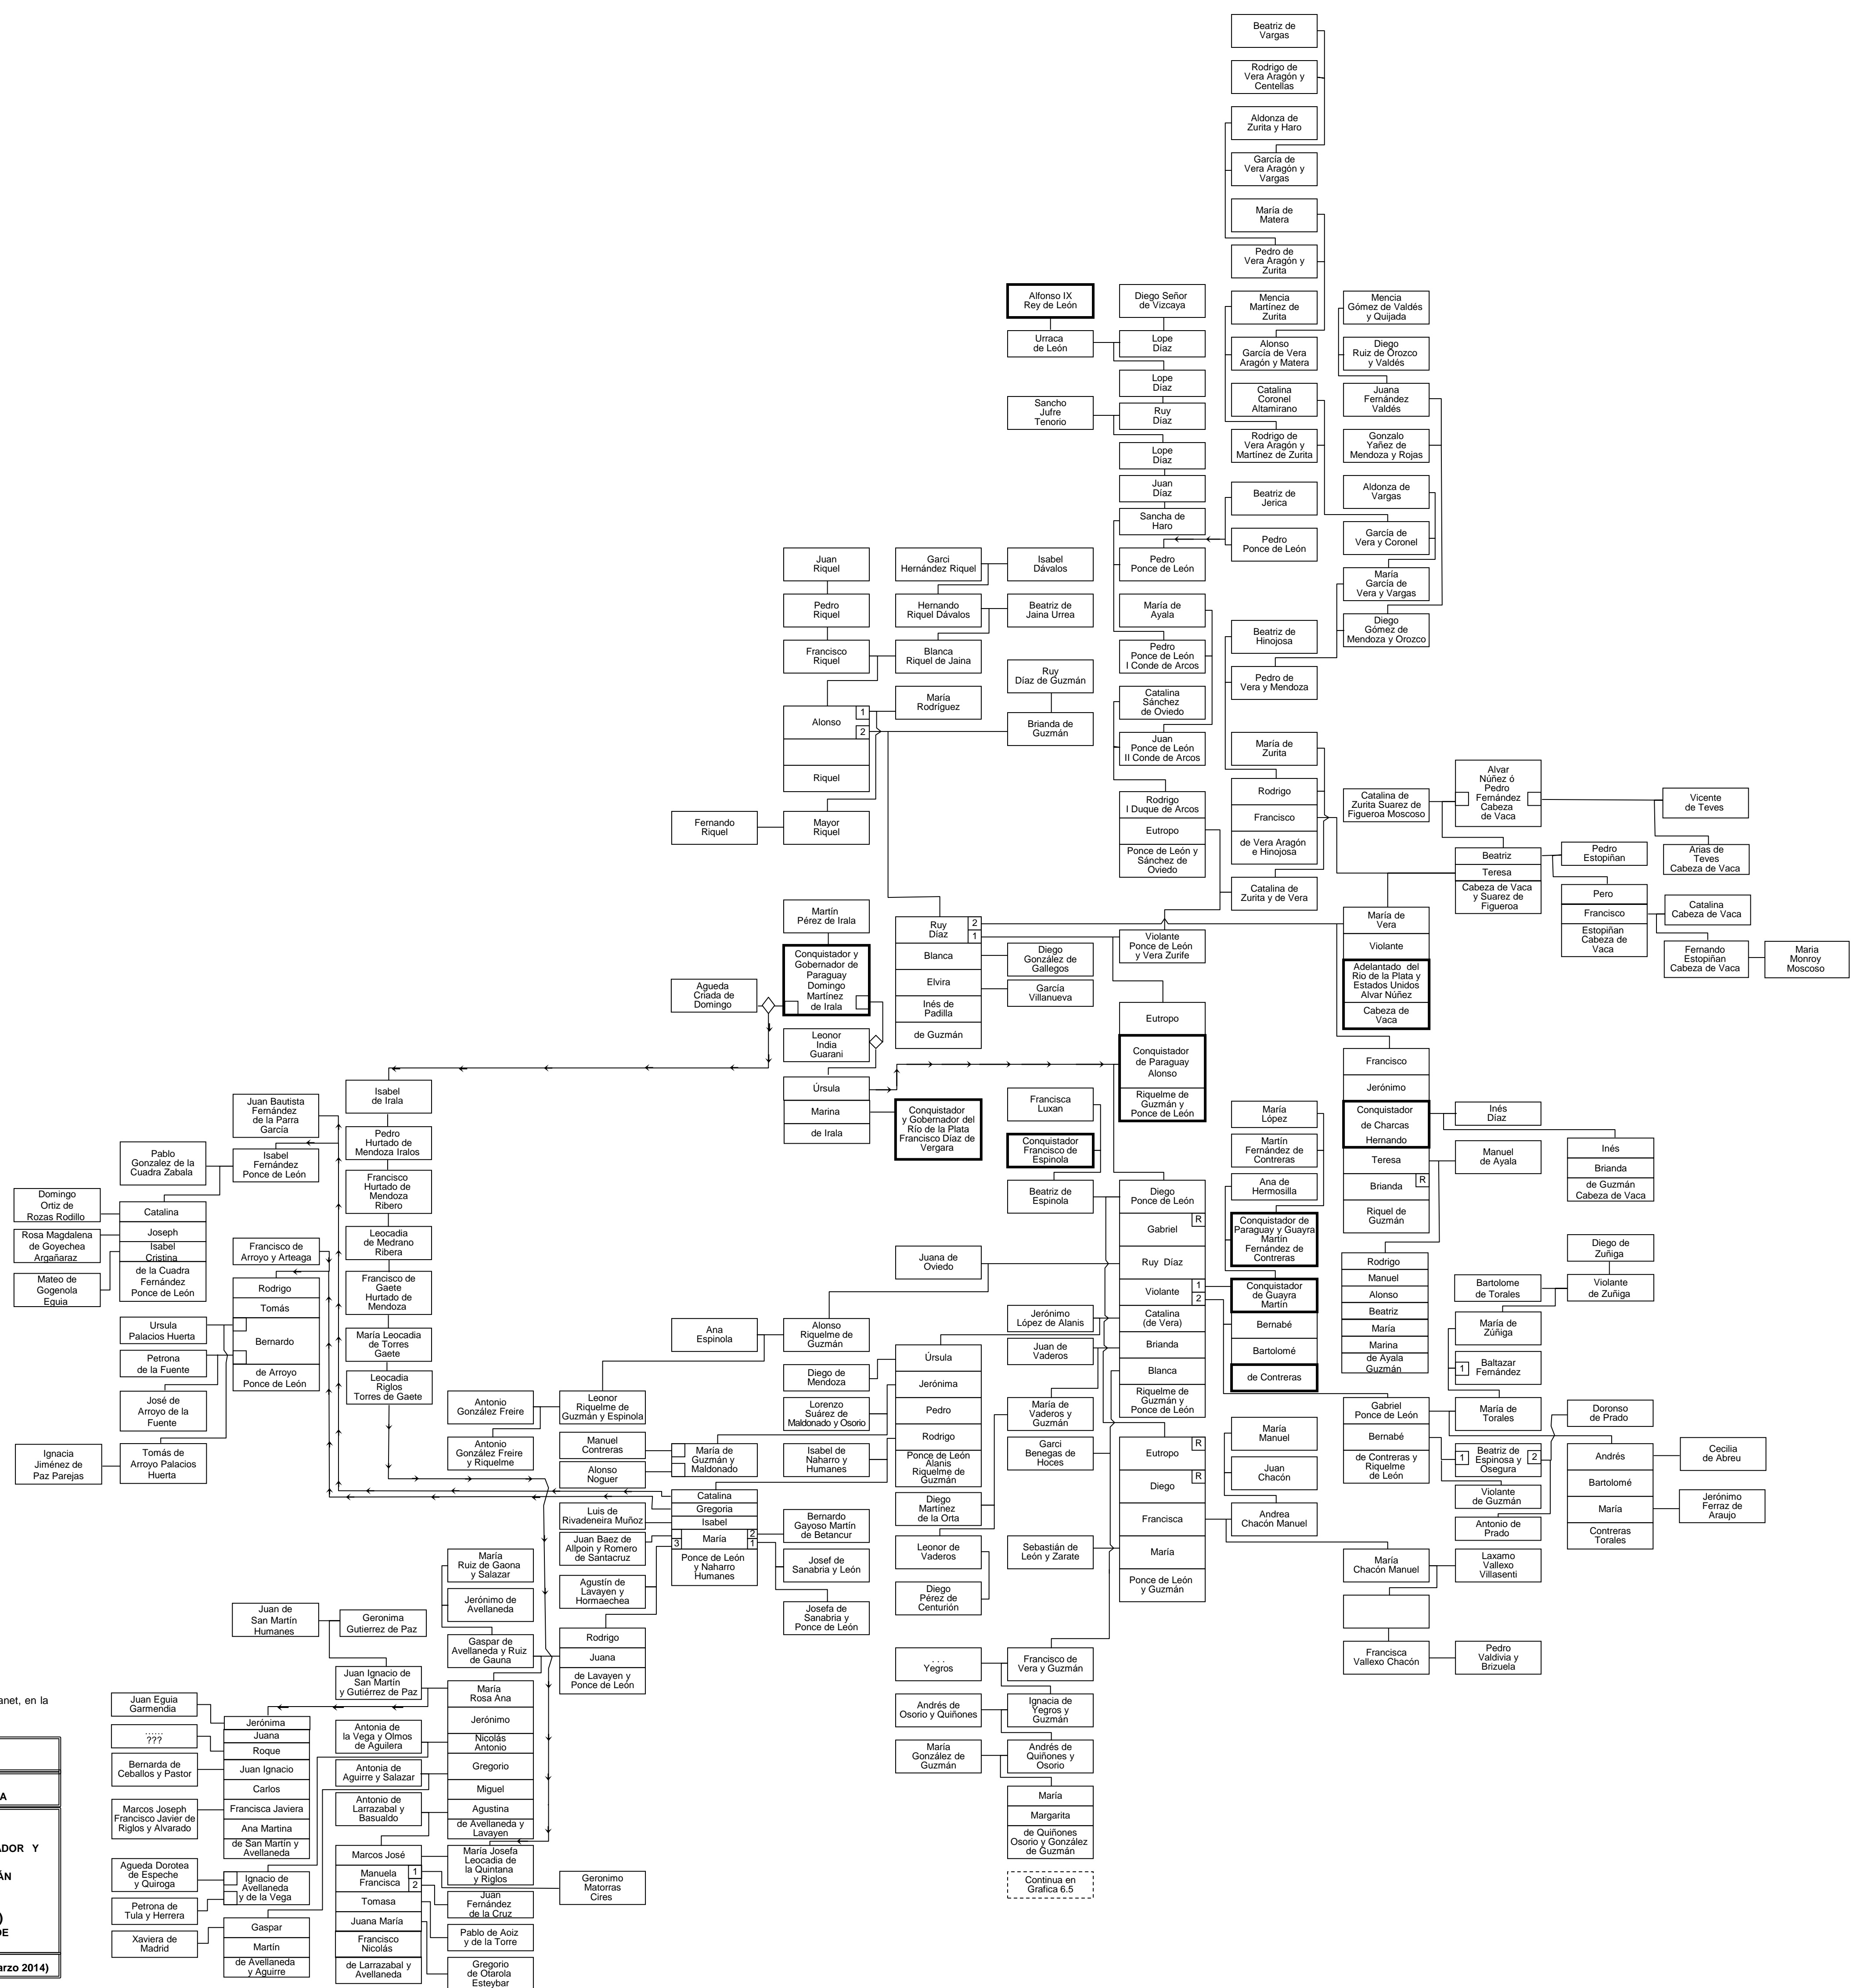 Beatriz de
Vargas
Rodrigo de
Vera Aragón y
Centellas
Aldonza de
Zurita y Haro
García de
Vera Aragón y
Vargas
María de
Matera
Pedro de
Vera Aragón y
Zurita
Alfonso IX
Rey de León
Diego Señor
de Vizcaya
Mencia
Martínez de
Zurita
Mencia
Gómez de Valdés
y Quijada
Urraca
de León
Lope
Díaz
Alonso
García de Vera
Aragón y Matera
Diego
Ruiz de Orozco
y Valdés
Lope
Díaz
Catalina
Coronel
Altamirano
Juana
Fernández
Valdés
Sancho
Jufre
Tenorio
Ruy
Díaz
Lope
Díaz
Rodrigo de
Vera Aragón y
Martínez de Zurita
Gonzalo
Yañez de
Mendoza y Rojas
Juan
Díaz
Beatriz de
Jerica
Aldonza de
Vargas
Sancha de
Haro
Pedro
Ponce de León
García de
Vera y Coronel
Juan
Riquel
Garci
Hernández Riquel
Isabel
Dávalos
Pedro
Ponce de León
María
García de
Vera y Vargas
Pedro
Riquel
Hernando
Riquel Dávalos
Beatriz de
Jaina Urrea
María de
Ayala
Beatriz de
Hinojosa
Diego
Gómez de
Mendoza y Orozco
Francisco
Riquel
Blanca
Riquel de Jaina
Ruy
Díaz de Guzmán
Pedro
Ponce de León
I Conde de Arcos
Pedro de
Vera y Mendoza
Alonso
1
2
Riquel
María
Rodríguez
Brianda de
Guzmán
Catalina
Sánchez
de Oviedo
Juan
Ponce de León
II Conde de Arcos
María de
Zurita
Fernando
Riquel
Mayor
Riquel
Rodrigo
I Duque de Arcos
Eutropo
Ponce de León y
Sánchez de
Oviedo
Rodrigo
Francisco
de Vera Aragón
e Hinojosa
Catalina de
Zurita Suarez de
Figueroa Moscoso
Alvar
Núñez ó
Pedro
Fernández
Cabeza
de Vaca
Vicente
de Teves
Beatriz
Teresa
Cabeza de Vaca
y Suarez de
Figueroa
Pedro
Estopiñan
Arias de
Teves
Cabeza de Vaca
Catalina de
Zurita y de Vera
Pero
Francisco
Estopiñan
Cabeza de
Vaca
Catalina
Cabeza de Vaca
Fernando
Estopiñan
Cabeza de Vaca
Maria
Monroy
Moscoso
Martín
Pérez de Irala
Ruy
Díaz
2
1
Blanca
Elvira
Inés de
Padilla
de Guzmán
Diego
González de
Gallegos
García
Villanueva
Violante
Ponce de León
y Vera Zurife
María de
Vera
Violante
Adelantado del
Rio de la Plata y
Estados Unidos
Alvar Núñez
Cabeza de
Vaca
Agueda
Criada de
Domingo
Conquistador y
Gobernador de
Paraguay
Domingo
Martínez
de Irala
Leonor
India
Guarani
Eutropo
Conquistador
de Paraguay
Alonso
Riquelme de
Guzmán y
Ponce de León
Úrsula
Marina
de Irala
Conquistador
y Gobernador del
Río de la Plata
Francisco Díaz de
Vergara
Francisca
Luxan
Conquistador
Francisco de
Espinola
Beatriz de
Espinola
María
López
Martín
Fernández de
Contreras
Ana de
Hermosilla
Conquistador de
Paraguay y Guayra
Martín
Fernández de
Contreras
Francisco
Jerónimo
Conquistador
de Charcas
Hernando
Teresa
Brianda
R
Riquel de
Guzmán
Inés
Díaz
Manuel
de Ayala
Inés
Brianda
de Guzmán
Cabeza de Vaca
Juan Bautista
Fernández
de la Parra
García
Isabel
de Irala
Pedro
Hurtado de
Mendoza Iralos
Pablo
Gonzalez de la
Cuadra Zabala
Isabel
Fernández
Ponce de León
Francisco
Hurtado de
Mendoza
Ribero
Domingo
Ortiz de
Rozas Rodillo
Rosa Magdalena
de Goyechea
Argañaraz
Mateo de
Gogenola
Eguia
Catalina
Joseph
Isabel
Cristina
de la Cuadra
Fernández
Ponce de León
Francisco de
Arroyo y Arteaga
Leocadia
de Medrano
Ribera
Francisco de
Gaete
Hurtado de
Mendoza
Rodrigo
Tomás
Bernardo
de Arroyo
Ponce de León
Ursula
Palacios Huerta
Petrona
de la Fuente
José de
Arroyo de la
Fuente
Ignacia
Jiménez de
Paz Parejas
Tomás de
Arroyo Palacios
Huerta
María Leocadia
de Torres
Gaete
Leocadia
Riglos
Torres de Gaete
Diego
Ponce de León
Gabriel
R
Ruy Díaz
Violante
1
2
Catalina
(de Vera)
Brianda
Blanca
Riquelme de
Guzmán y
Ponce de León
Juana de
Oviedo
Conquistador
de Guayra
Martín
Bernabé
Bartolomé
de Contreras
Rodrigo
Manuel
Alonso
Beatriz
María
Marina
de Ayala
Guzmán
Diego de
Zuñiga
Bartolome
de Torales
Violante
de Zuñiga
María de
Zúñiga
1
Baltazar
Fernández
María de
Torales
Ana
Espinola
Alonso
Riquelme de
Guzmán
Jerónimo
López de Alanis
Juan de
Vaderos
Úrsula
Jerónima
Pedro
Rodrigo
Ponce de León
Alanis
Riquelme de
Guzmán
Diego de
Mendoza
Lorenzo
Suárez de
Maldonado y Osorio
Isabel de
Naharro y
Humanes
Antonio
González Freire
Leonor
Riquelme de
Guzmán y Espinola
Antonio
González Freire
y Riquelme
Manuel
Contreras
Alonso
Noguer
María de
Guzmán y
Maldonado
María de
Vaderos y
Guzmán
Garci
Benegas de
Hoces
Gabriel
Ponce de León
Bernabé
de Contreras y
Riquelme
de León
1
Beatriz de
Espinosa y
Osegura
2
Violante
de Guzmán
Antonio de
Prado
Doronso
de Prado
Andrés
Bartolomé
María
Contreras
Torales
Cecilia
de Abreu
Jerónimo
Ferraz de
Araujo
Eutropo
R
Diego
R
Francisca
María
Ponce de León
y Guzmán
María
Manuel
Juan
Chacón
Andrea
Chacón Manuel
María
Chacón Manuel
Laxamo
Vallexo
Villasenti
Francisca
Vallexo Chacón
Pedro
Valdivia y
Brizuela
Catalina
Gregoria
Isabel
María
2
3
1
Ponce de León
y Naharro
Humanes
Luis de
Rivadeneira Muñoz
Juan Baez de
Allpoin y Romero
de Santacruz
Agustín de
Lavayen y
Hormaechea
Bernardo
Gayoso Martín
de Betancur
Josef de
Sanabria y León
Josefa de
Sanabria y
Ponce de León
Diego
Martínez
de la Orta
Leonor de
Vaderos
Diego
Pérez de
Centurión
Sebastián de
León y Zarate
María
Ruiz de Gaona
y Salazar
Jerónimo de
Avellaneda
Gaspar de
Avellaneda y Ruiz
de Gauna
Rodrigo
Juana
de Lavayen y
Ponce de León
Juan de
San Martín
Humanes
Geronima
Gutierrez de Paz
Juan Ignacio de
San Martín
y Gutiérrez de Paz
María
Rosa Ana
Jerónimo
Nicolás
Antonio
Gregorio
Miguel
Agustina
de Avellaneda y
Lavayen
. . .
Yegros
Francisco de
Vera y Guzmán
Andrés de
Osorio y Quiñones
Ignacia de
Yegros y
Guzmán
María
González de
Guzmán
Andrés de
Quiñones y
Osorio
María
Margarita
de Quiñones
Osorio y González
de Guzmán
Continua en
Grafica 6.5
Juan Eguia
Garmendia
......
???
Bernarda de
Ceballos y Pastor
Marcos Joseph
Francisco Javier de
Riglos y Alvarado
Jerónima
Juana
Roque
Juan Ignacio
Carlos
Francisca Javiera
Ana Martina
de San Martín y
Avellaneda
Antonia de
la Vega y Olmos
de Aguilera
Antonia de
Aguirre y Salazar
Antonio de
Larrazabal y
Basualdo
Agueda Dorotea
de Espeche
y Quiroga
Petrona de
Tula y Herrera
Xaviera de
Madrid
Ignacio de
Avellaneda
y de la Vega
Gaspar
Martín
de Avellaneda
y Aguirre
Marcos José
Manuela
Francisca
1
2
Tomasa
Juana María
Francisco
Nicolás
de Larrazabal y
Avellaneda
María Josefa
Leocadia de
la Quintana
y Riglos
Juan
Fernández
de la Cruz
Pablo de Aoiz
y de la Torre
Gregorio
de Otarola
Esteybar
Geronimo
Matorras
Cires
anet, en la
A
ADOR Y
ÁN
)
DE
arzo 2014)